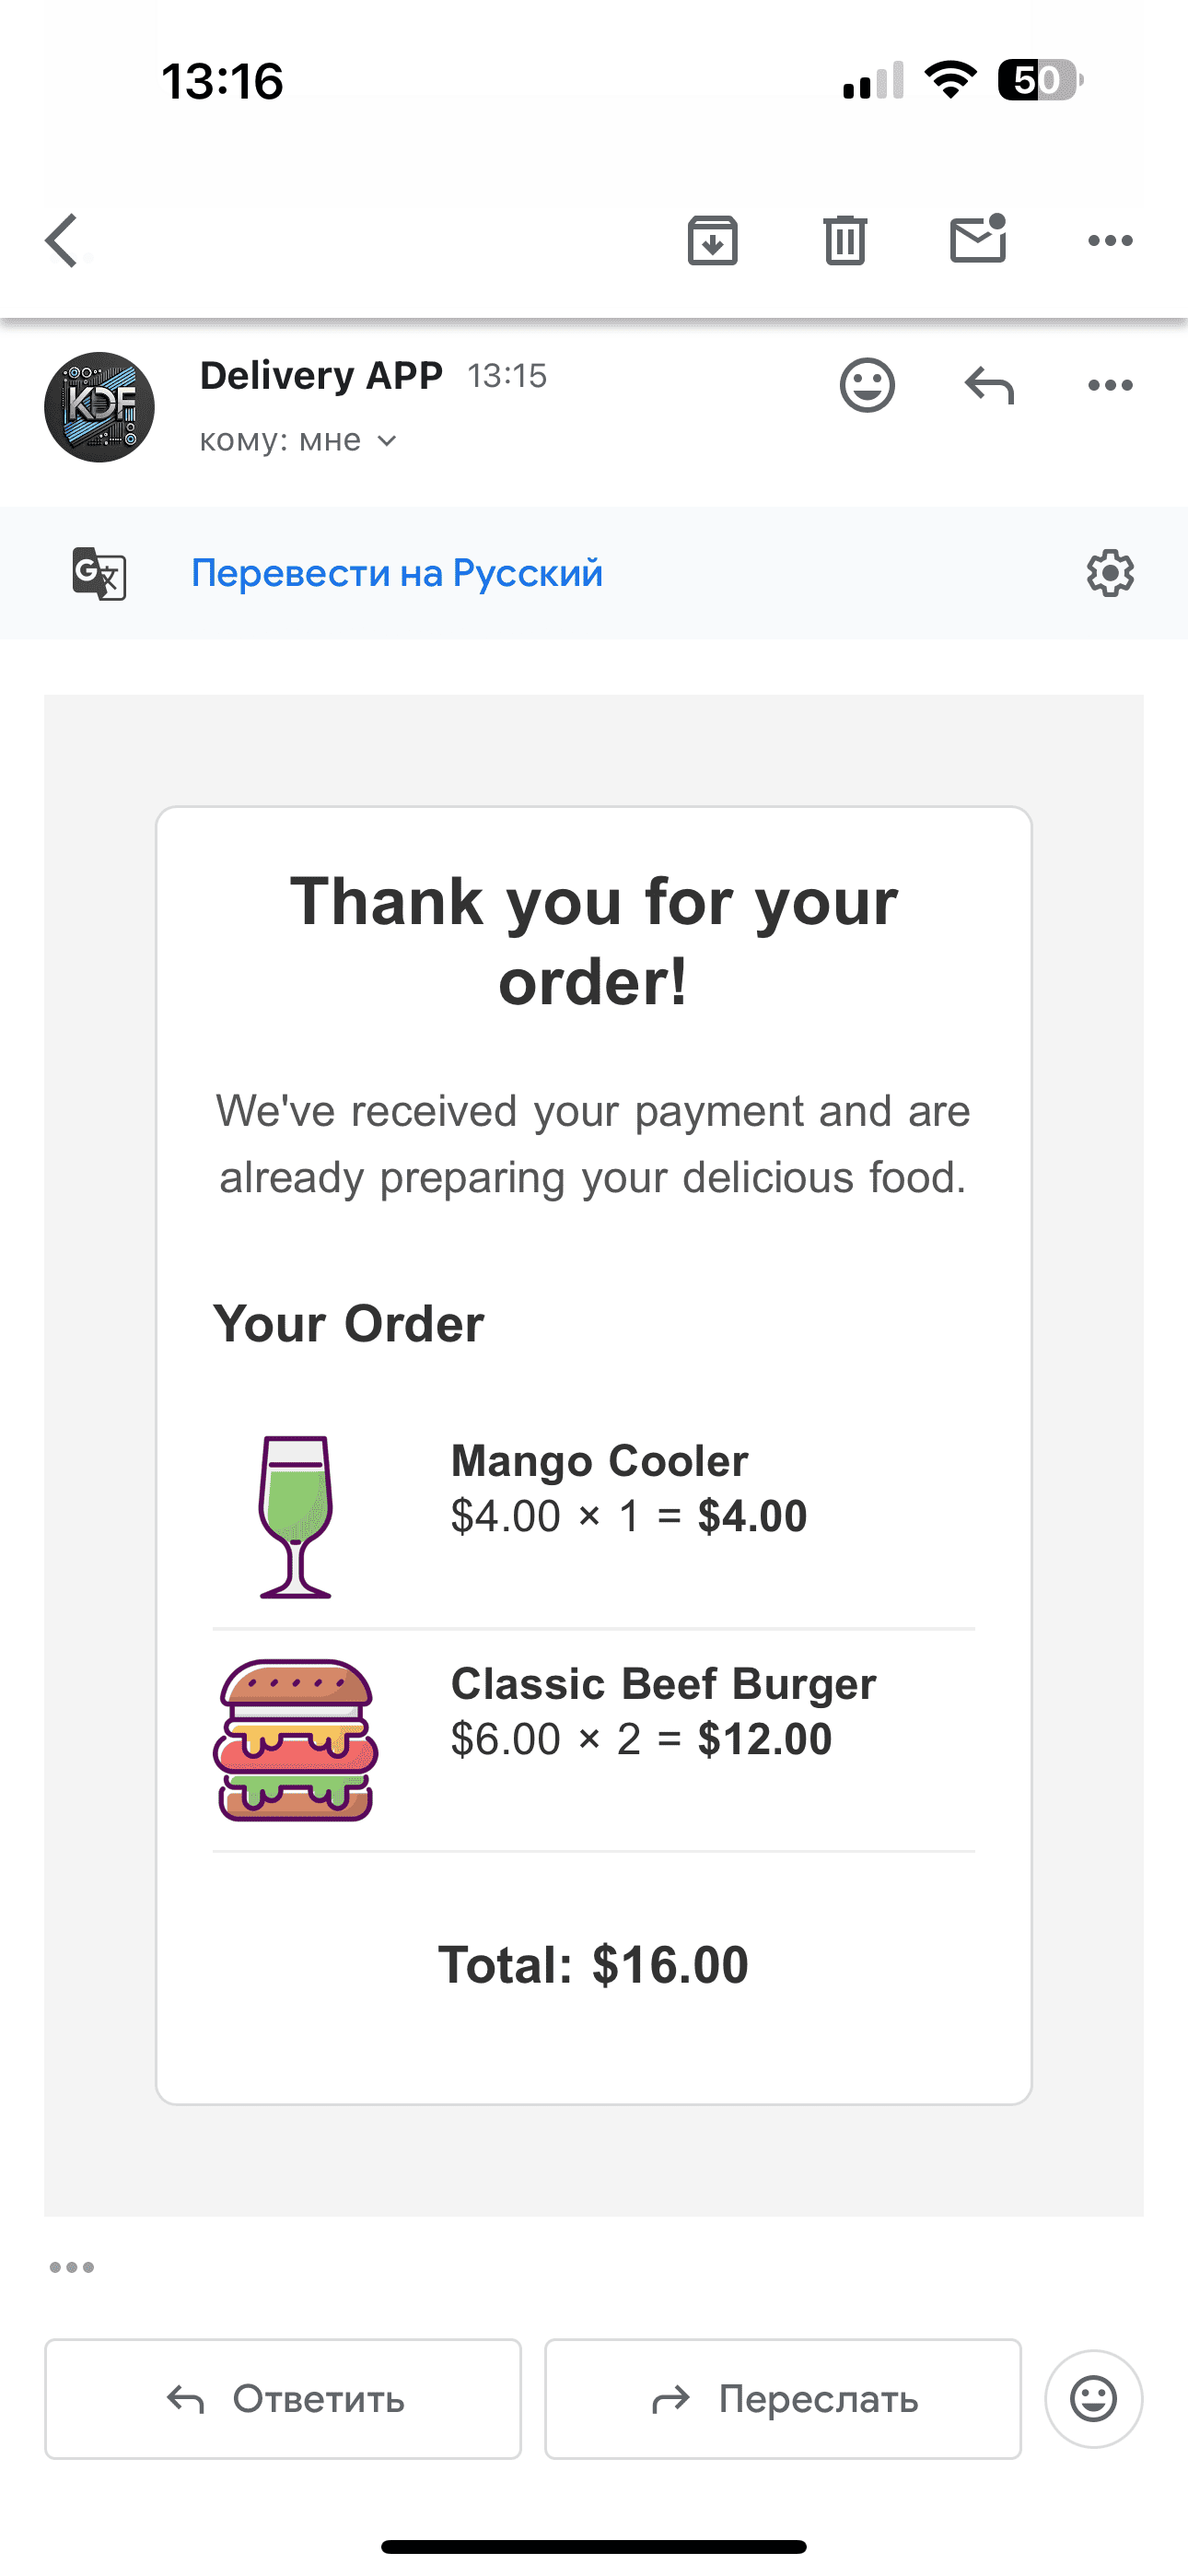 13:16
50
Delivery APP 13:15
KDF
кому: мне
G
Перевести на Русский
Thank you for your
order!
We've received your payment and are
already preparing your delicious food.
Your Order
Mango Cooler
$4.00 × 1 = $4.00
Classic Beef Burger
$6.00 × 2 = $12.00
Total: $16.00
Ответить
Переслать